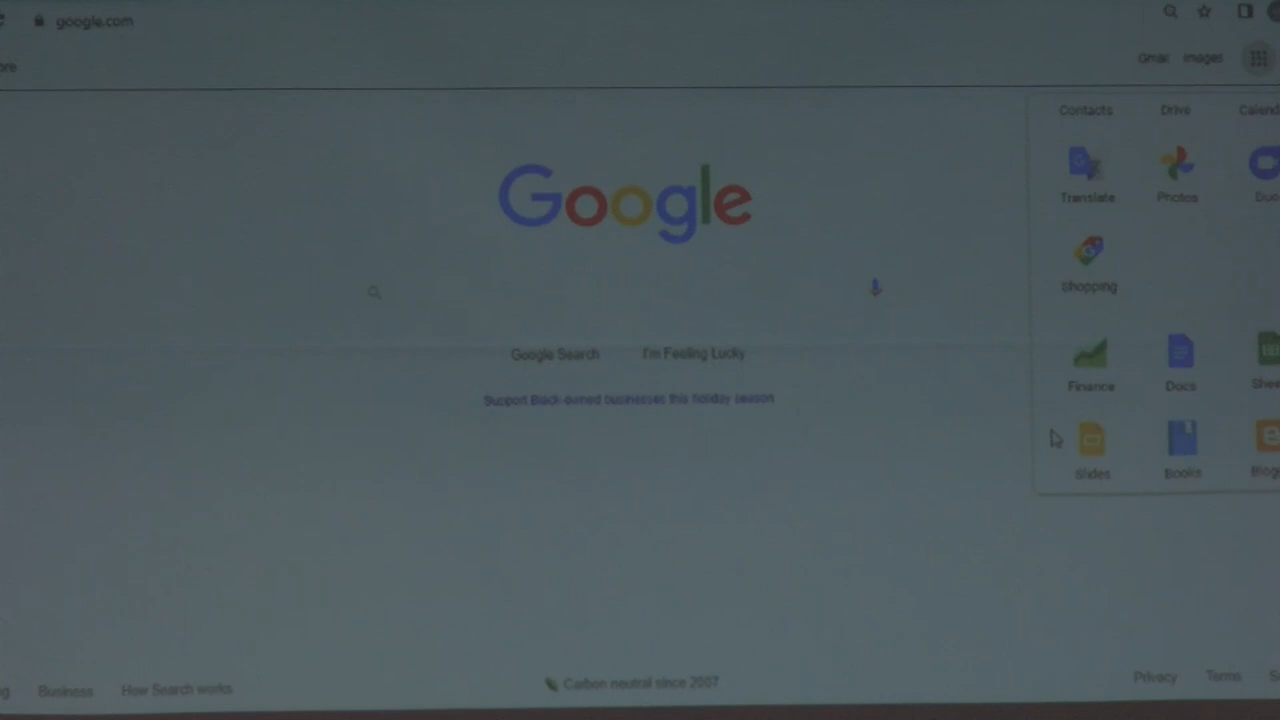 google.com
Gmail Images
Contacts Drive
Google
Translate Photos Duo
Shopping
Google Search I'm Feeling Lucky
Finance Docs
Support Black-owned businesses this holiday season
Slides Books
Business How Search works
Carbon neutral since 2007
Privacy Terms